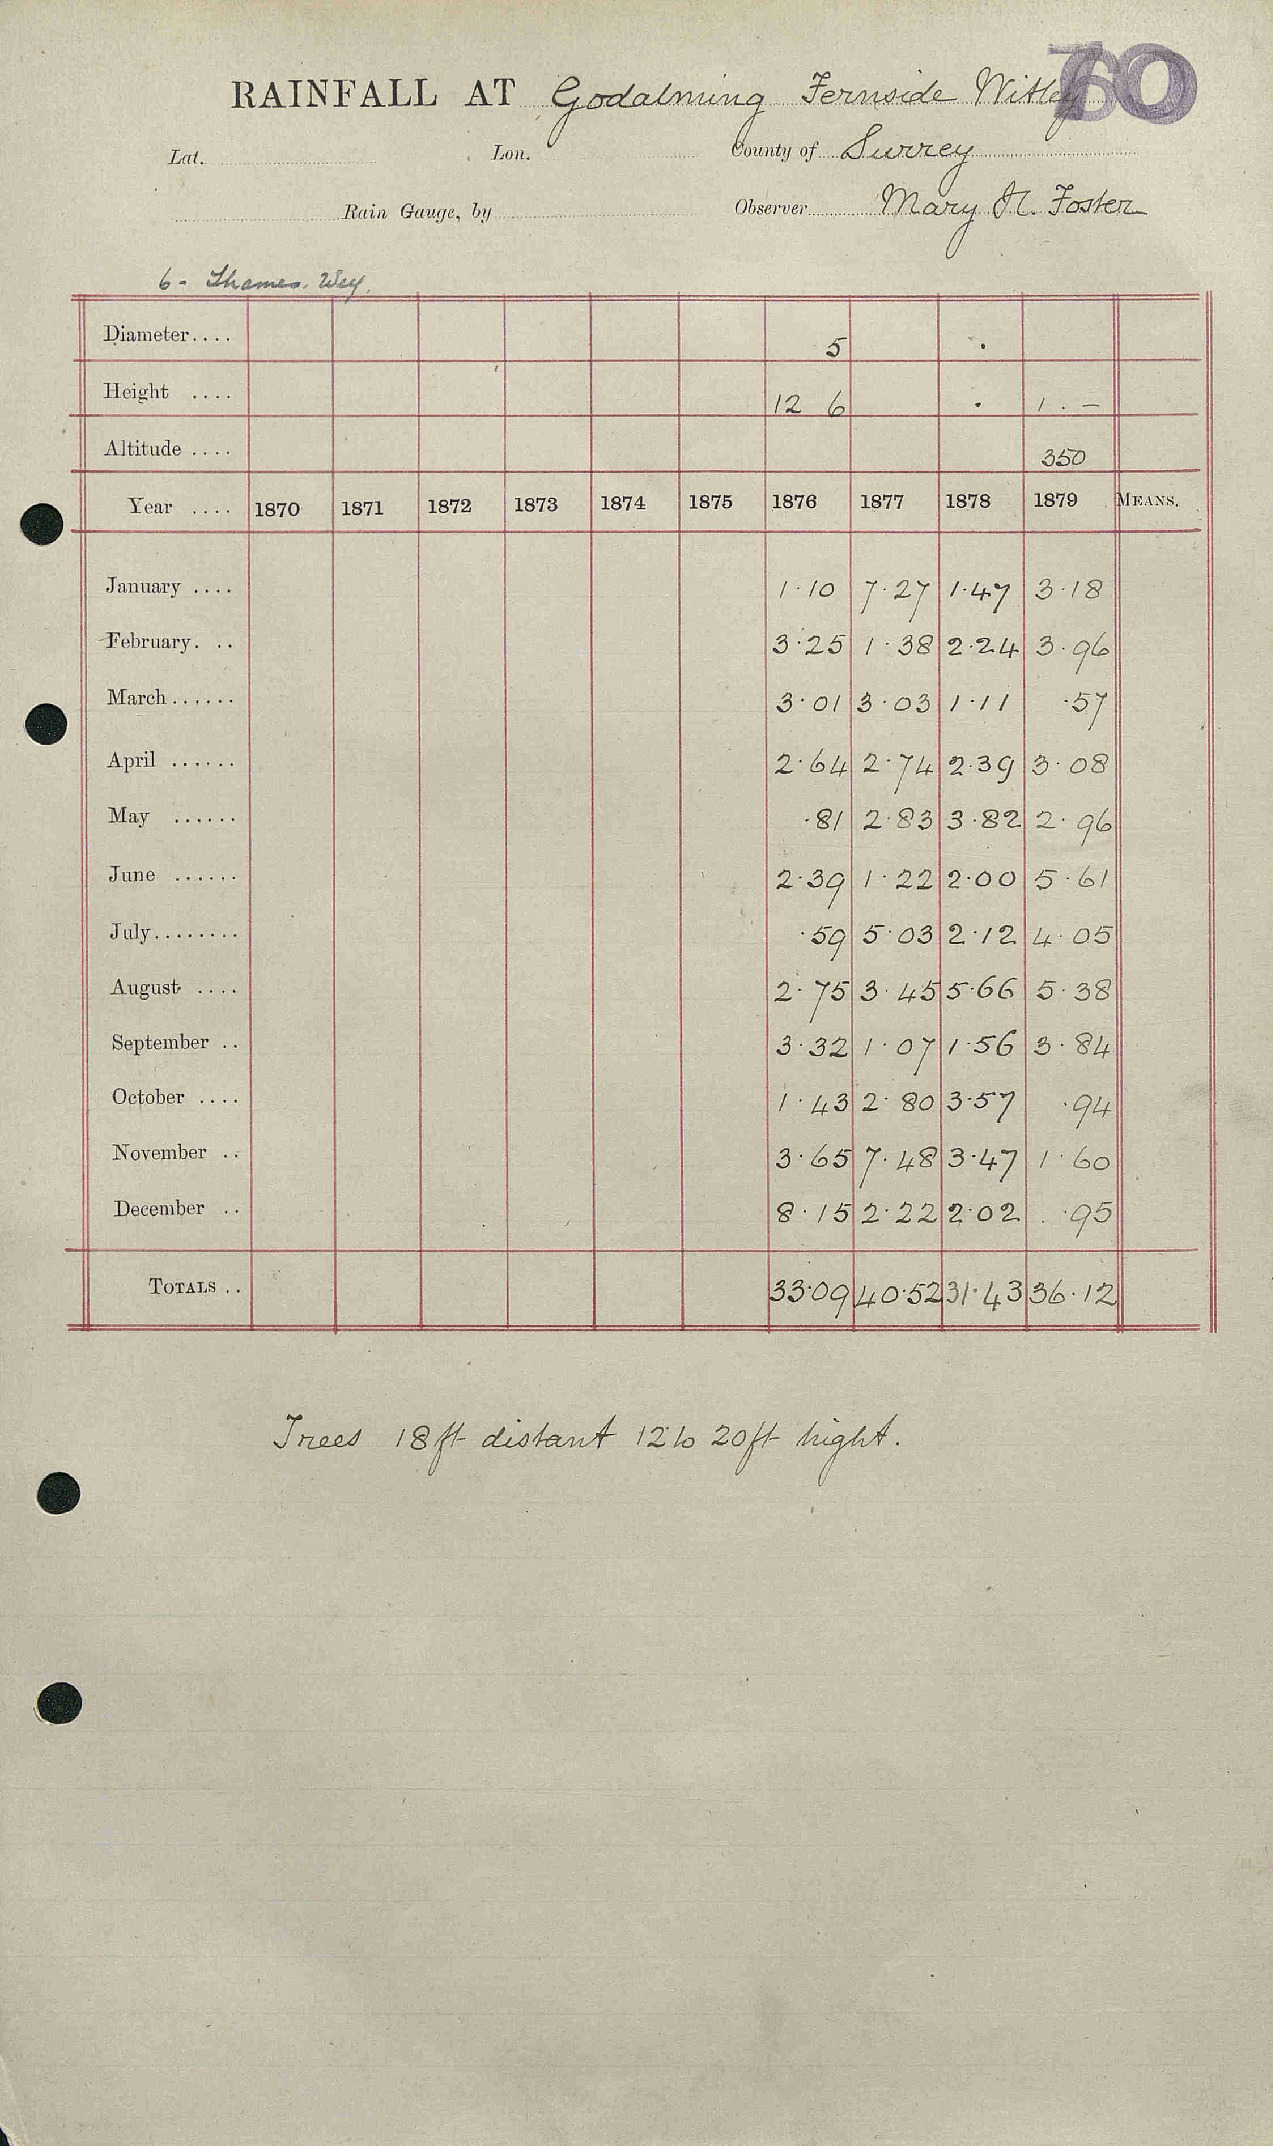 760
RAINFALL AT Godalming Fernside Witley
Lat. Lon. County of Surrey
Rain Gauge, by Observer Mary H. Foster
6 - Thames. Wey.
Diameter.... 5 .
Height .... 12 6 . 1 . —
Altitude .... 350
Year .... 1870 1871 1872 1873 1874 1875 1876 1877 1878 1879 MEANS.
January .... 1.10 7.27 1.47 3.18
February. .. 3.25 1.38 2.24 3.96
March...... 3.01 3.03 1.11 .57
April ...... 2.64 2.74 2.39 3.08
May ...... .81 2.83 3.82 2.96
June ...... 2.39 1.22 2.00 5.61
July........ .59 5.03 2.12 4.05
August .... 2.75 3.45 5.66 5.38
September .. 3.32 1.07 1.56 3.84
October .... 1.43 2.80 3.57 .94
November .. 3.65 7.48 3.47 1.60
December .. 8.15 2.22 2.02 .95
TOTALS .. 33.09 40.52 31.43 36.12
Trees 18ft distant 12 to 20ft hight.